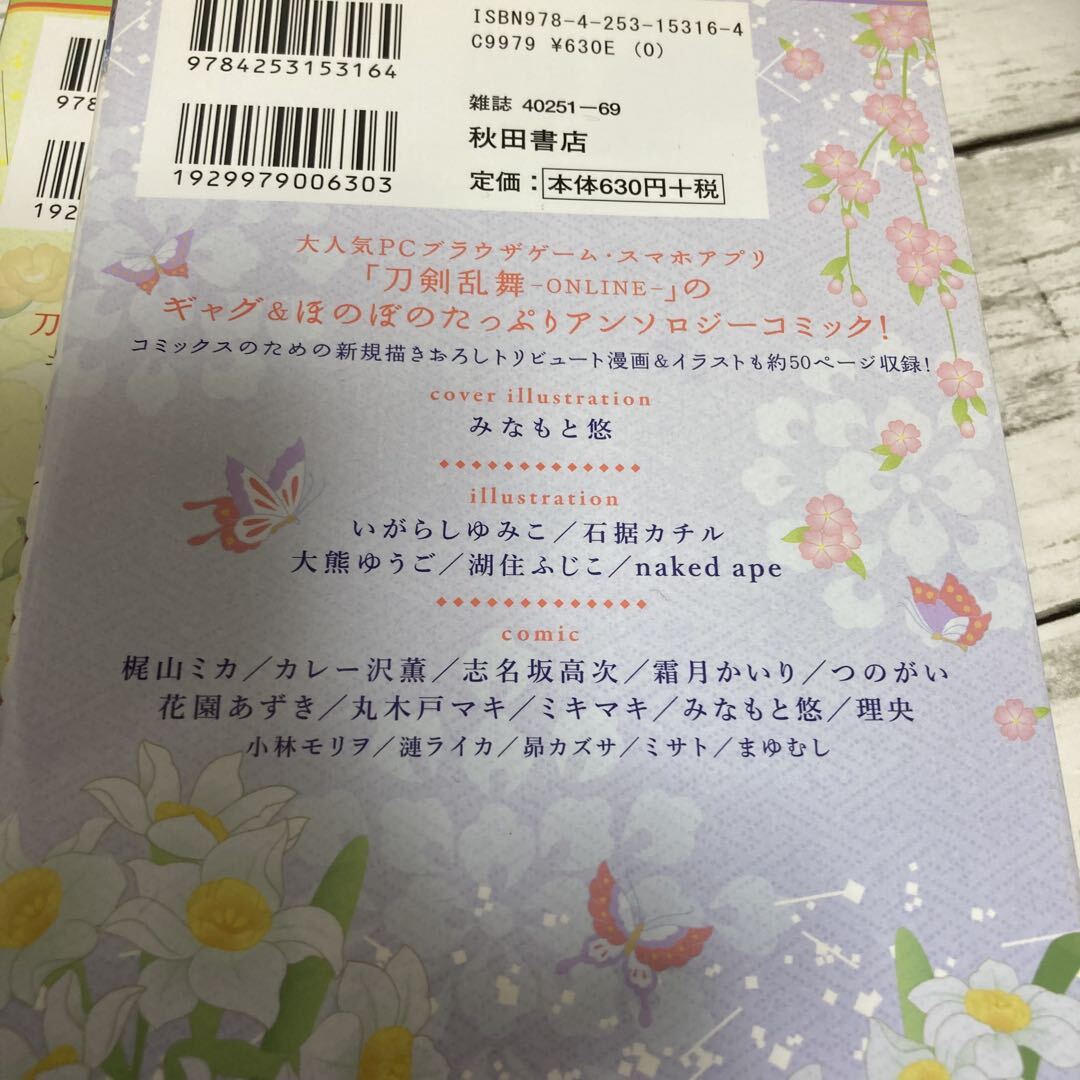 ISBN978-4-253-15316-4
C9979 ¥630E (0)
9784253153164
雑誌 40251-69
秋田書店
1929979006303
定価：本体630円+税
978
192
大人気PCブラウザゲーム・スマホアプリ
「刀剣乱舞-ONLINE-」の
ギャグ&ほのぼのたっぷりアンソロジーコミック!
コミックスのための新規描きおろしトリビュート漫画&イラストも約50ページ収録!
刀
cover illustration
みなもと悠
illustration
いがらしゆみこ/石据カチル
大熊ゆうご/湖住ふじこ/naked ape
comic
梶山ミカ/カレー沢薫/志名坂高次/霜月かいり/つのがい
花園あずき/丸木戸マキ/ミキマキ/みなもと悠/理央
小林モリヲ/漣ライカ/昴カズサ/ミサト/まゆむし